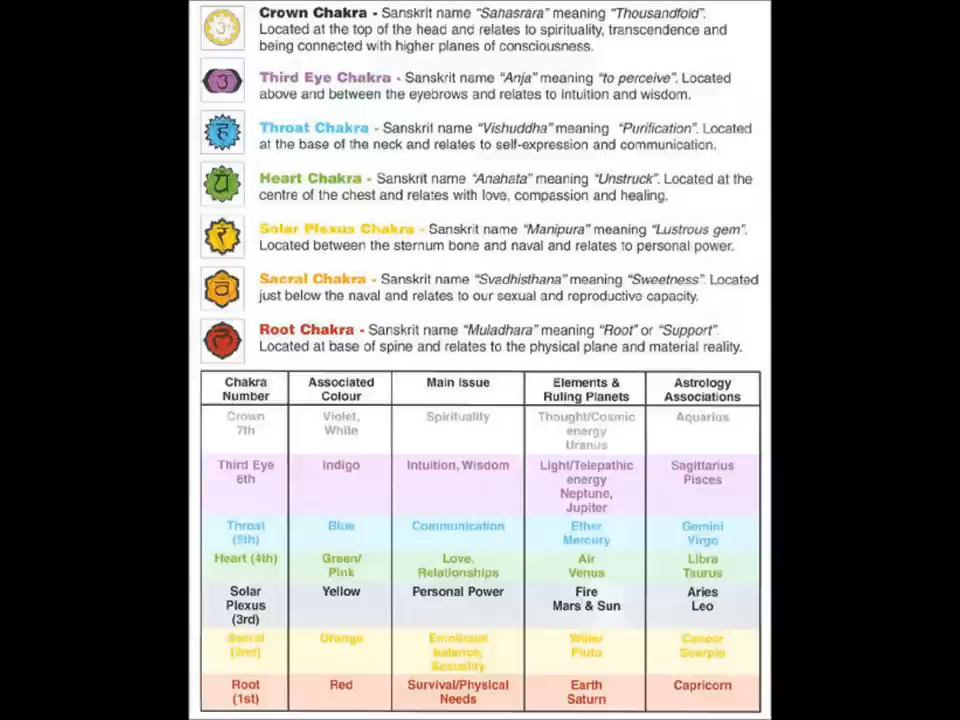 Crown Chakra - Sanskrit name "Sahasrara" meaning "Thousandfold".
Located at the top of the head and relates to spirituality, transcendence and
being connected with higher planes of consciousness.
Third Eye Chakra - Sanskrit name "Anja" meaning "to perceive". Located
above and between the eyebrows and relates to intuition and wisdom.
Throat Chakra - Sanskrit name "Vishuddha" meaning "Purification". Located
at the base of the neck and relates to self-expression and communication.
Heart Chakra - Sanskrit name "Anahata" meaning "Unstruck". Located at the
centre of the chest and relates with love, compassion and healing.
Solar Plexus Chakra - Sanskrit name "Manipura" meaning "Lustrous gem".
Located between the sternum bone and naval and relates to personal power.
Sacral Chakra - Sanskrit name "Svadhisthana" meaning "Sweetness". Located
just below the naval and relates to our sexual and reproductive capacity.
Root Chakra - Sanskrit name "Muladhara" meaning "Root" or "Support".
Located at base of spine and relates to the physical plane and material reality.
Chakra Associated Main Issue Elements & Astrology
Number Colour Ruling Planets Associations
Crown Violet, Spirituality Thought/Cosmic Aquarius
7th White energy
Uranus
Third Eye Indigo Intuition, Wisdom Light/Telepathic Sagittarius
6th energy Pisces
Neptune,
Jupiter
Throat Blue Communication Ether Gemini
(5th) Mercury Virgo
Heart (4th) Green/ Love, Air Libra
Pink Relationships Venus Taurus
Solar Yellow Personal Power Fire Aries
Plexus Mars & Sun Leo
(3rd)
Sacral Orange Emotional Water Cancer
(2nd) balance, Pluto Scorpio
Sexuality
Root Red Survival/Physical Earth Capricorn
(1st) Needs Saturn